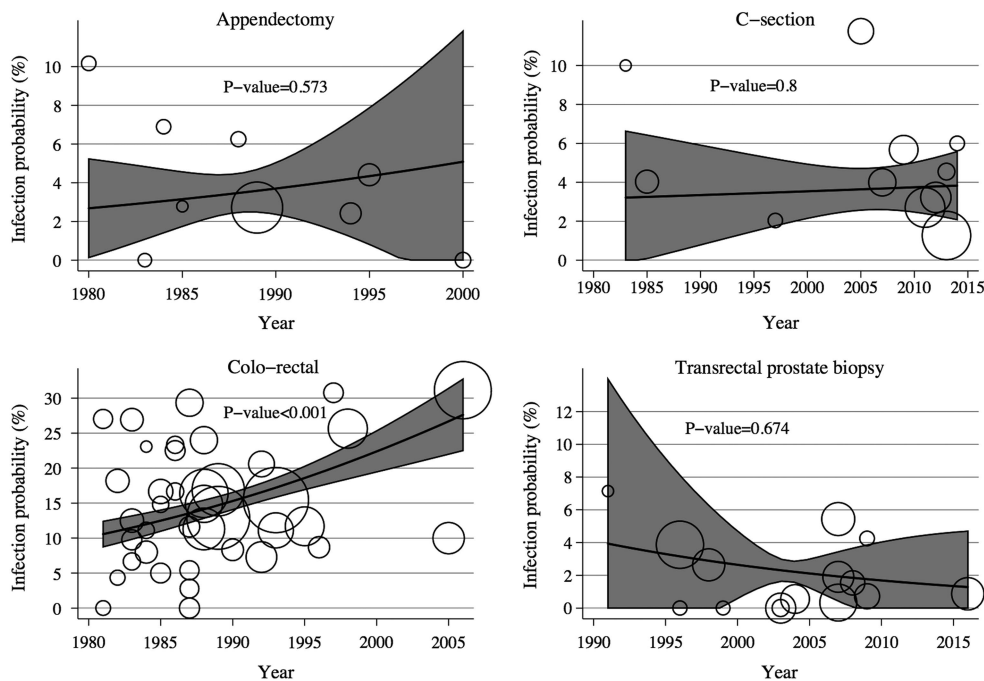 Appendectomy
P-value=0.573
Infection probability (%)
10
8
6
4
2
0
1980 1985 1990 1995 2000
Year
C-section
P-value=0.8
Infection probability (%)
10
8
6
4
2
0
1980 1985 1990 1995 2000 2005 2010 2015
Year
Colo-rectal
P-value<0.001
Infection probability (%)
30
25
20
15
10
5
0
1980 1985 1990 1995 2000 2005
Year
Transrectal prostate biopsy
P-value=0.674
Infection probability (%)
12
10
8
6
4
2
0
1990 1995 2000 2005 2010 2015
Year